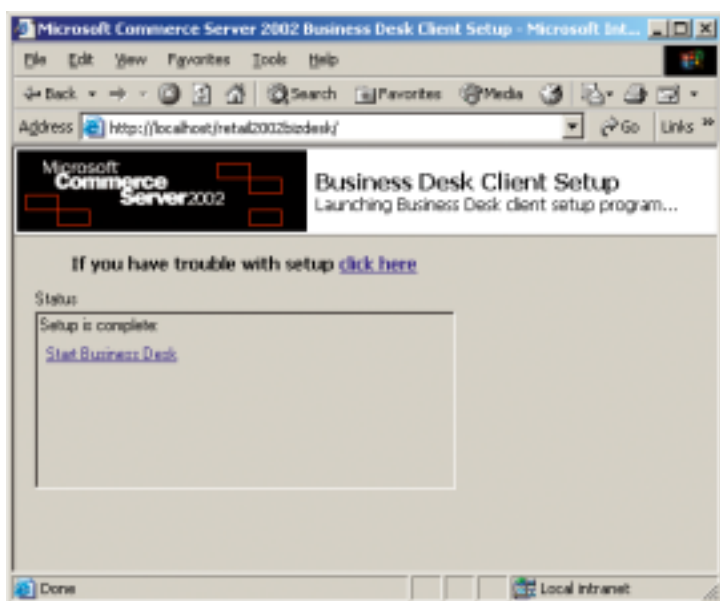 Microsoft Commerce Server 2002 Business Desk Client Setup - Microsoft Int...
File Edit View Favorites Tools Help
Back Search Favorites Media
Address http://localhost/retail2002bizdesk/ Go Links »
Microsoft
Commerce
Server 2002
Business Desk Client Setup
Launching Business Desk client setup program...
If you have trouble with setup click here
Status
Setup is complete:
Start Business Desk
Done Local intranet